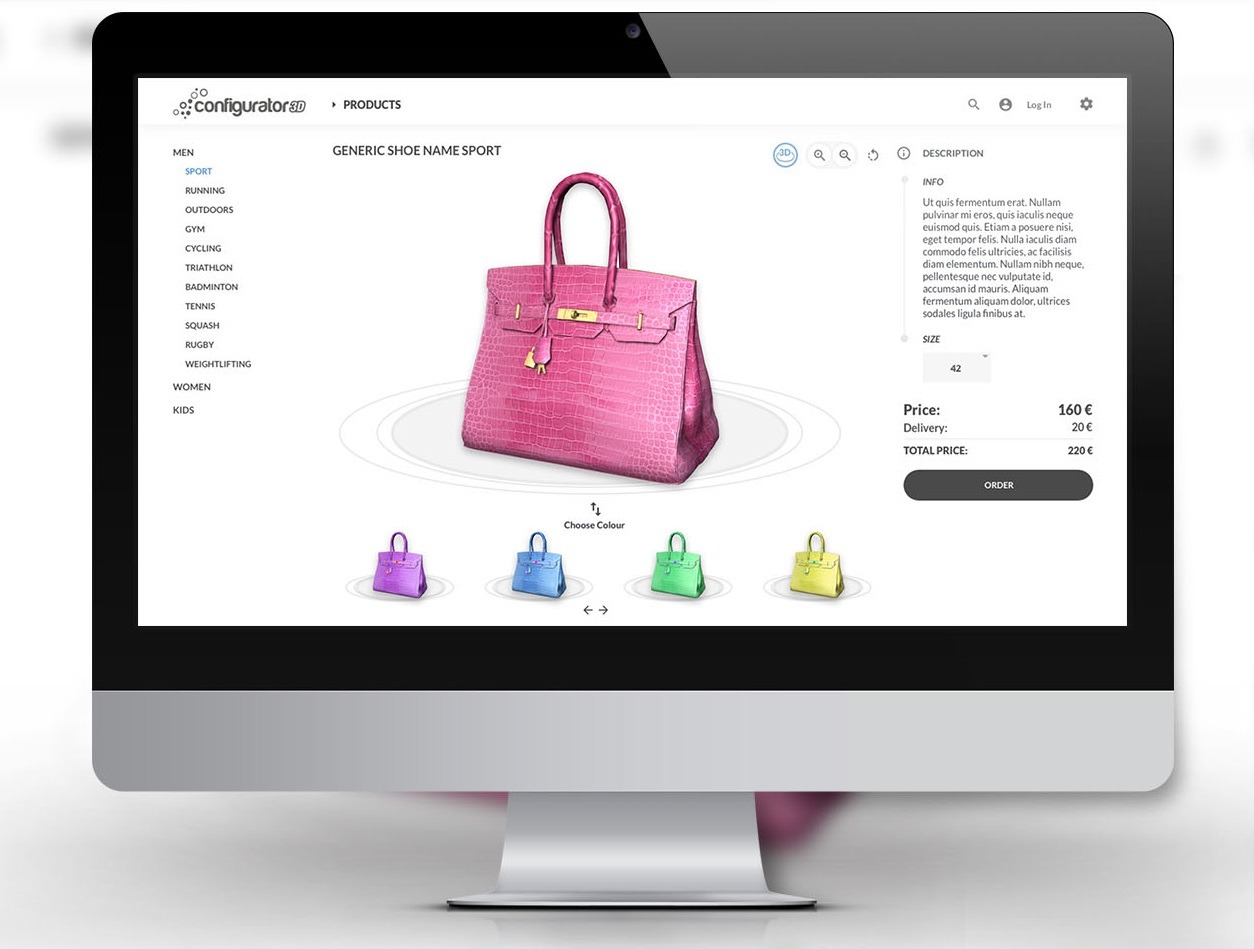 configurator3D
PRODUCTS
Log In
MEN
SPORT
RUNNING
OUTDOORS
GYM
CYCLING
TRIATHLON
BADMINTON
TENNIS
SQUASH
RUGBY
WEIGHTLIFTING
WOMEN
KIDS
GENERIC SHOE NAME SPORT
3D
Choose Colour
DESCRIPTION
INFO
Ut quis fermentum erat. Nullam
pulvinar mi eros, quis iaculis neque
euismod quis. Etiam a posuere nisi,
eget tempor felis. Nulla iaculis diam
commodo felis ultricies, ac facilisis
diam elementum. Nullam nibh neque,
pellentesque nec vulputate id,
accumsan id mauris. Aliquam
fermentum aliquam dolor, ultrices
sodales ligula finibus at.
SIZE
42
Price: 160 €
Delivery: 20 €
TOTAL PRICE: 220 €
ORDER